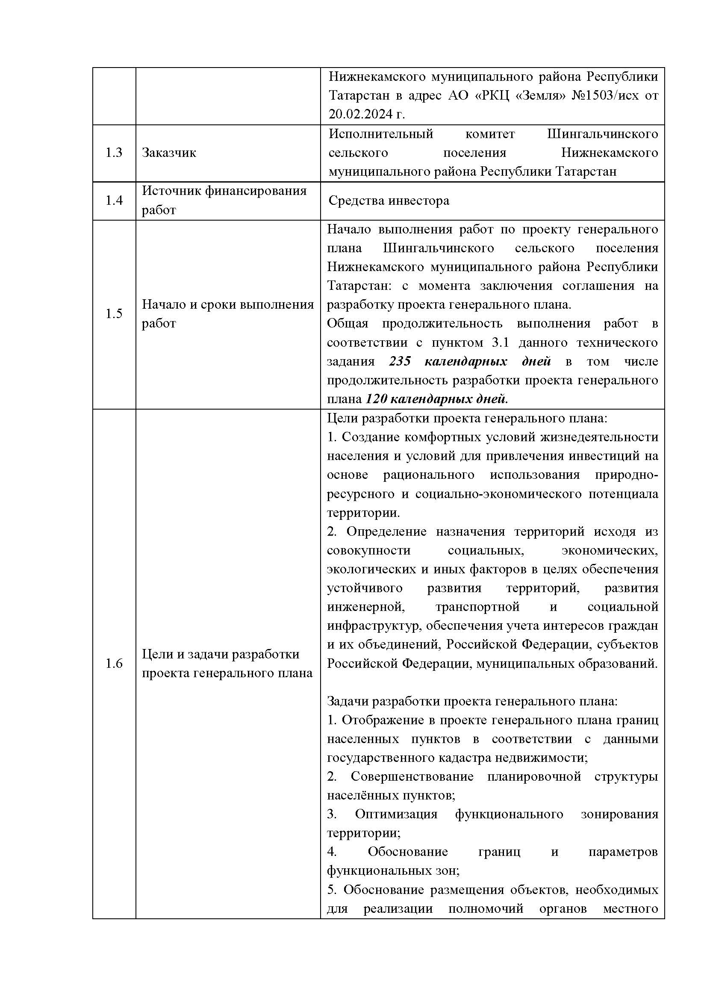 Нижнекамского муниципального района Республики
Татарстан в адрес АО «РКЦ «Земля» №1503/исх от
20.02.2024 г.
1.3
Заказчик
Исполнительный комитет Шингальчинского
сельского поселения Нижнекамского
муниципального района Республики Татарстан
1.4
Источник финансирования
работ
Средства инвестора
1.5
Начало и сроки выполнения
работ
Начало выполнения работ по проекту генерального
плана Шингальчинского сельского поселения
Нижнекамского муниципального района Республики
Татарстан: с момента заключения соглашения на
разработку проекта генерального плана.
Общая продолжительность выполнения работ в
соответствии с пунктом 3.1 данного технического
задания 235 календарных дней в том числе
продолжительность разработки проекта генерального
плана 120 календарных дней.
1.6
Цели и задачи разработки
проекта генерального плана
Цели разработки проекта генерального плана:
1. Создание комфортных условий жизнедеятельности
населения и условий для привлечения инвестиций на
основе рационального использования природно-
ресурсного и социально-экономического потенциала
территории.
2. Определение назначения территорий исходя из
совокупности социальных, экономических,
экологических и иных факторов в целях обеспечения
устойчивого развития территорий, развития
инженерной, транспортной и социальной
инфраструктур, обеспечения учета интересов граждан
и их объединений, Российской Федерации, субъектов
Российской Федерации, муниципальных образований.
Задачи разработки проекта генерального плана:
1. Отображение в проекте генерального плана границ
населенных пунктов в соответствии с данными
государственного кадастра недвижимости;
2. Совершенствование планировочной структуры
населённых пунктов;
3. Оптимизация функционального зонирования
территории;
4. Обоснование границ и параметров
функциональных зон;
5. Обоснование размещения объектов, необходимых
для реализации полномочий органов местного